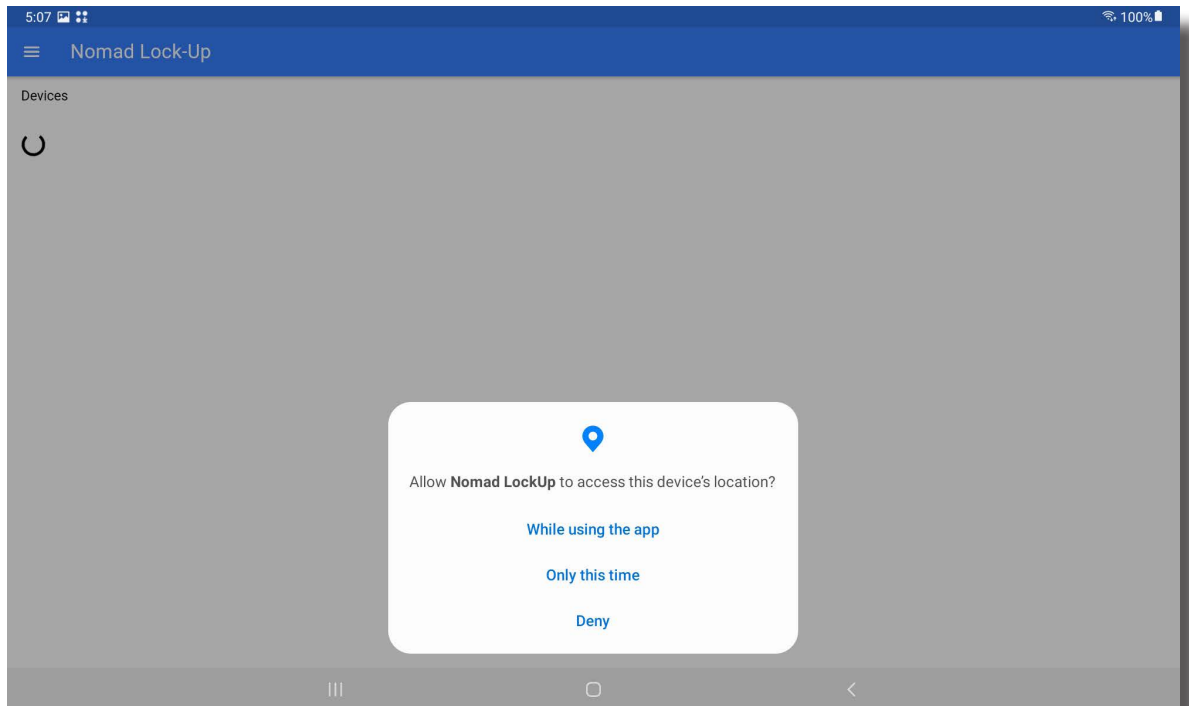 5:07
100%
Nomad Lock-Up
Devices
Allow Nomad LockUp to access this device's location?
While using the app
Only this time
Deny